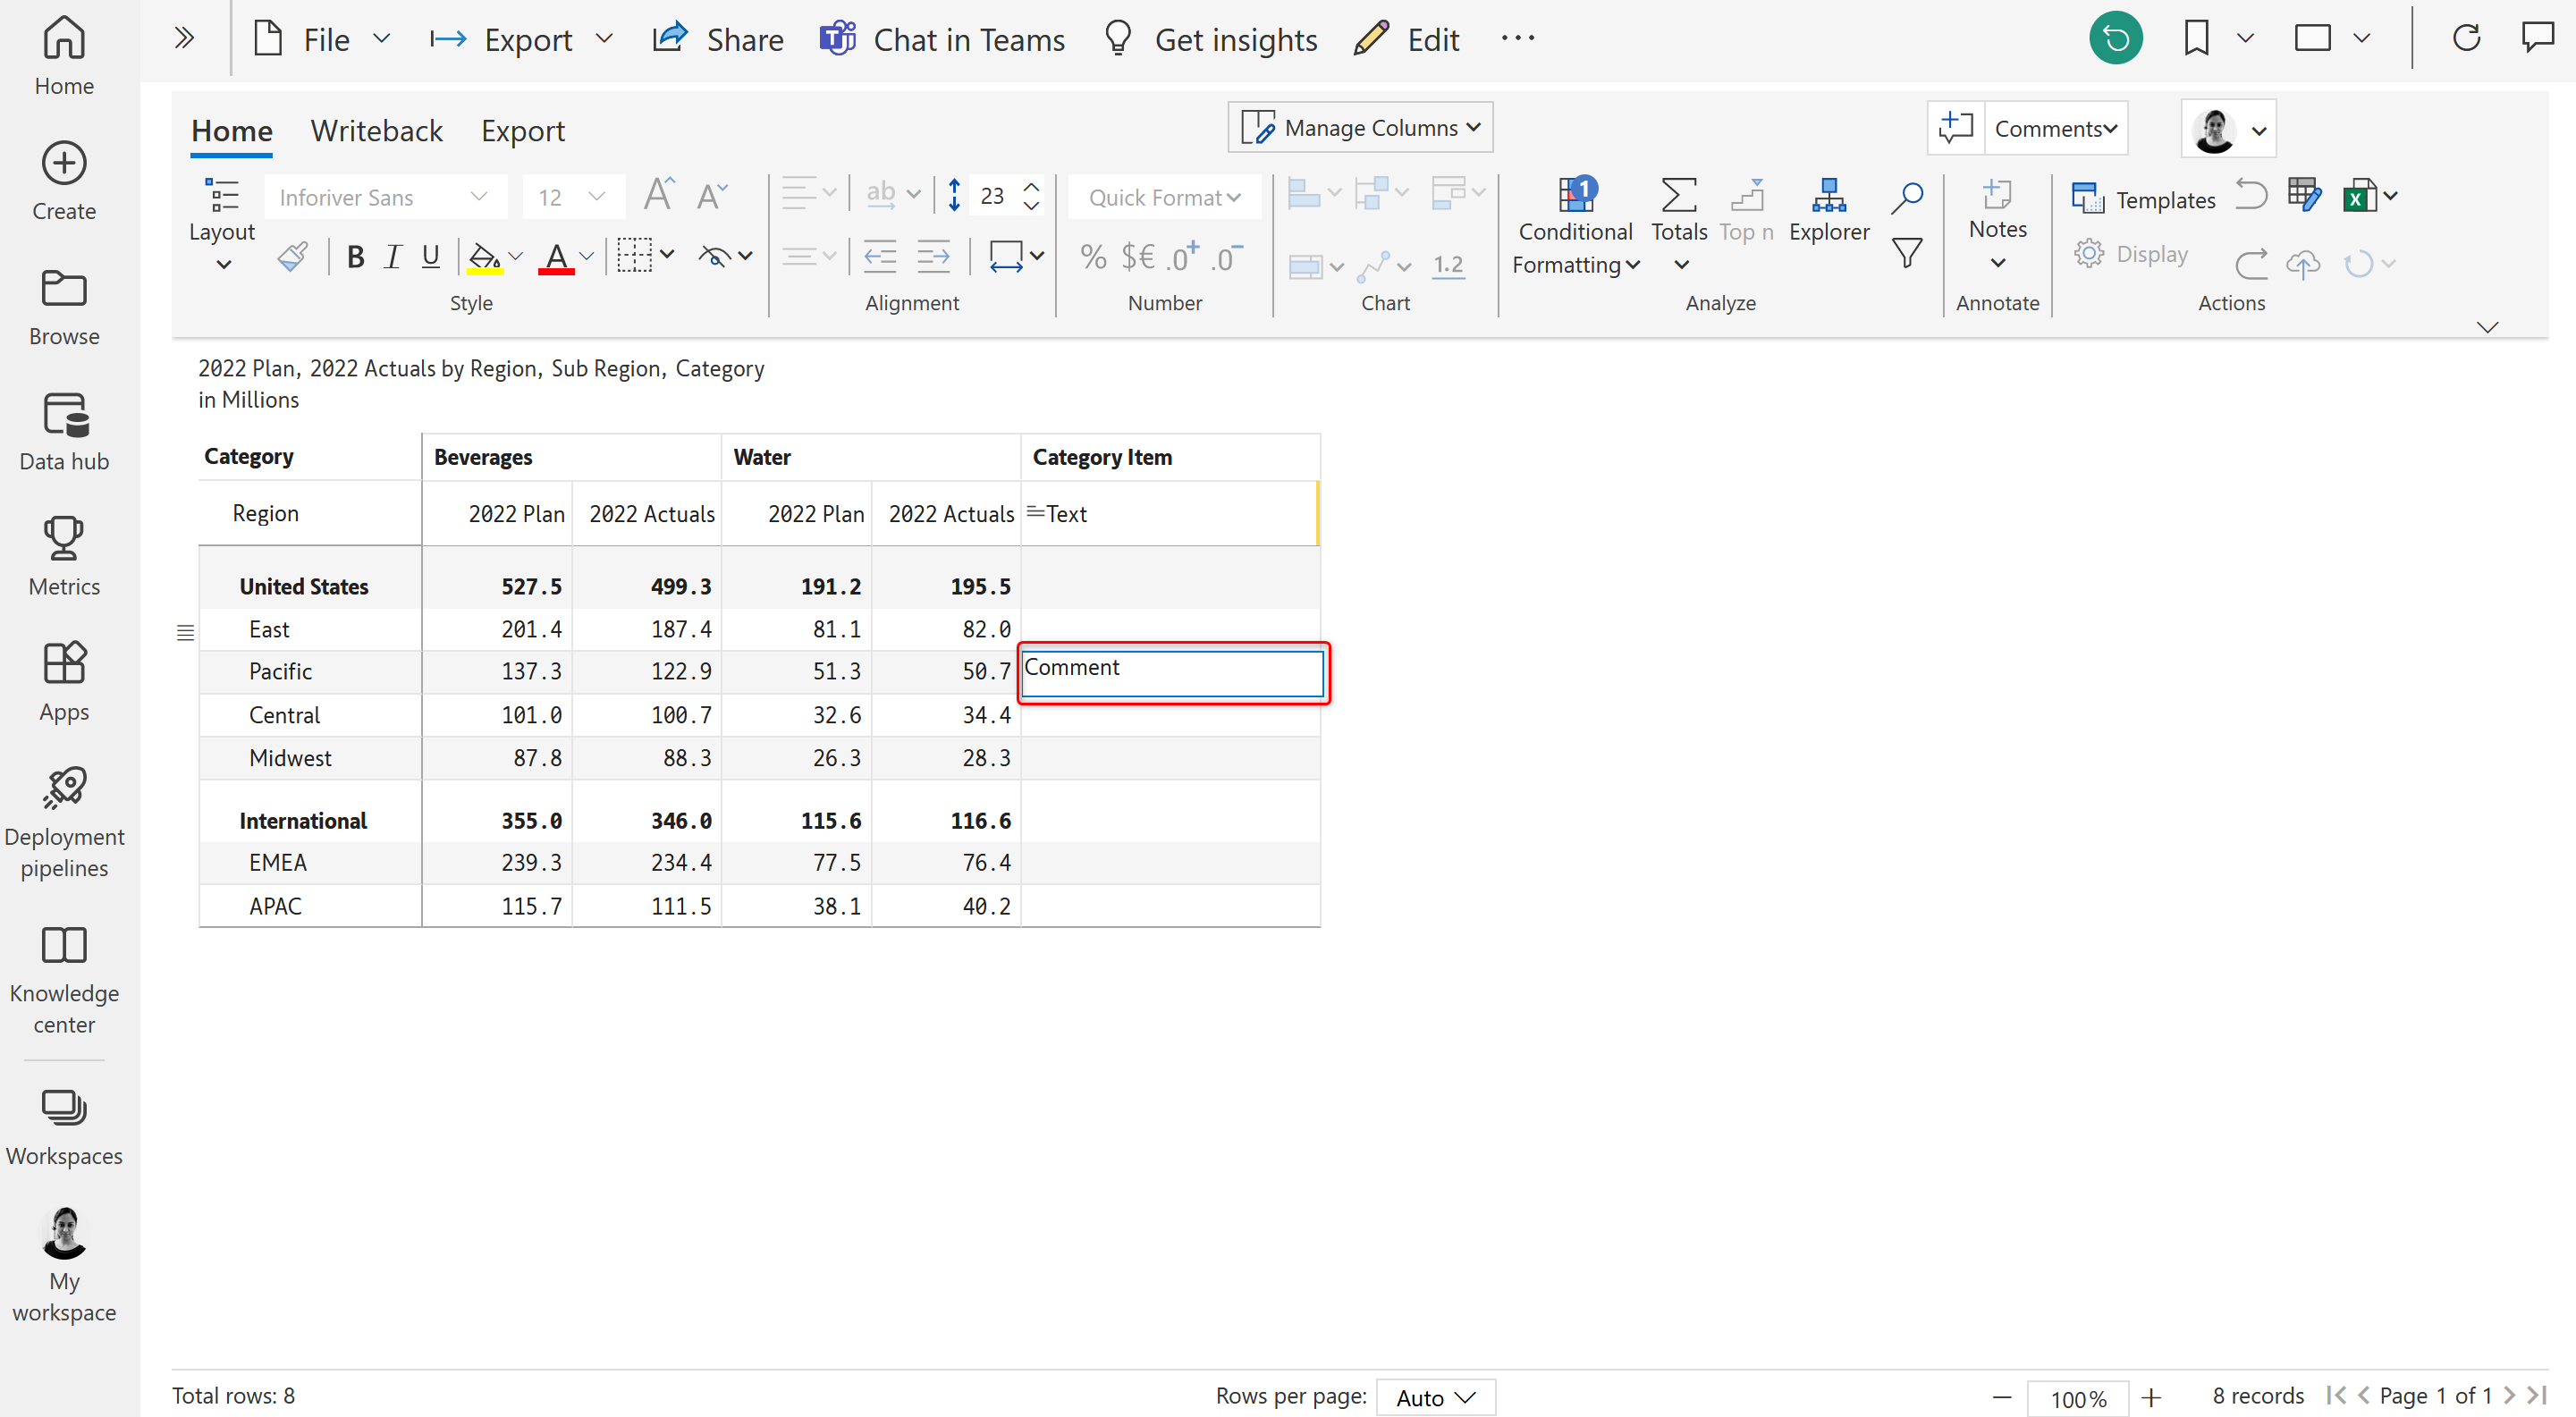 Home
Create
Browse
Data hub
Metrics
Apps
Deployment
pipelines
Knowledge
center
Workspaces
My
workspace
File
Export
Share
Chat in Teams
Get insights
Edit
Home Writeback Export
Manage Columns
Comments
Layout
Inforiver Sans
12
B I U
A
Style
ab
23
Alignment
Quick Format
% $€ .0+ .0-
Number
1.2
Chart
1
Conditional
Formatting
Totals
Top n
Explorer
Analyze
Notes
Annotate
Templates
Display
Actions
2022 Plan, 2022 Actuals by Region, Sub Region, Category
in Millions
Category Beverages Water Category Item
Region 2022 Plan 2022 Actuals 2022 Plan 2022 Actuals Text
United States 527.5 499.3 191.2 195.5
East 201.4 187.4 81.1 82.0
Pacific 137.3 122.9 51.3 50.7 Comment
Central 101.0 100.7 32.6 34.4
Midwest 87.8 88.3 26.3 28.3
International 355.0 346.0 115.6 116.6
EMEA 239.3 234.4 77.5 76.4
APAC 115.7 111.5 38.1 40.2
Total rows: 8
Rows per page: Auto
100%
8 records
Page 1 of 1